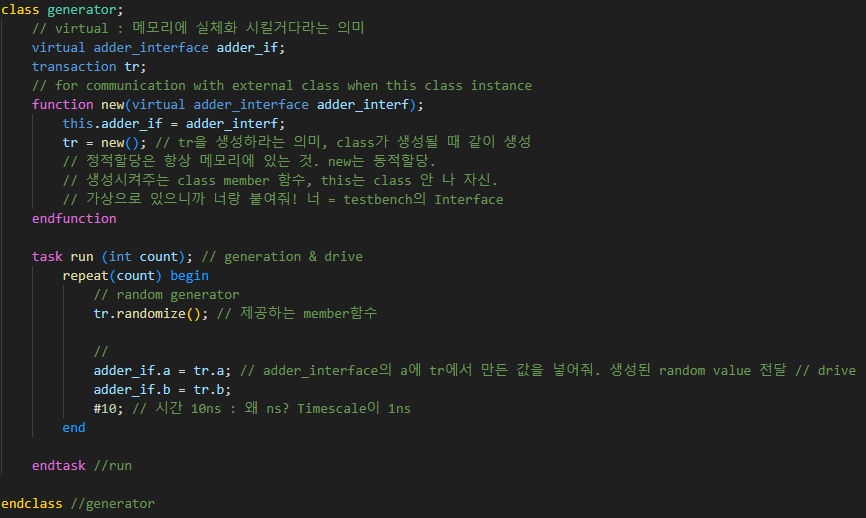 class generator;
// virtual : 메모리에 실체화 시킬거다라는 의미
virtual adder_interface adder_if;
transaction tr;
// for communication with external class when this class instance
function new(virtual adder_interface adder_interf);
this.adder_if = adder_interf;
tr = new(); // tr을 생성하라는 의미, class가 생성될 때 같이 생성
// 정적할당은 항상 메모리에 있는 것. new는 동적할당.
// 생성시켜주는 class member 함수, this는 class 안 나 자신.
// 가상으로 있으니까 너랑 붙여줘! 너 = testbench의 Interface
endfunction
task run (int count); // generation & drive
repeat(count) begin
// random generator
tr.randomize(); // 제공하는 member함수
//
adder_if.a = tr.a; // adder_interface의 a에 tr에서 만든 값을 넣어줘. 생성된 random value 전달 // drive
adder_if.b = tr.b;
#10; // 시간 10ns : 왜 ns? Timescale이 1ns
end
endtask //run
endclass //generator